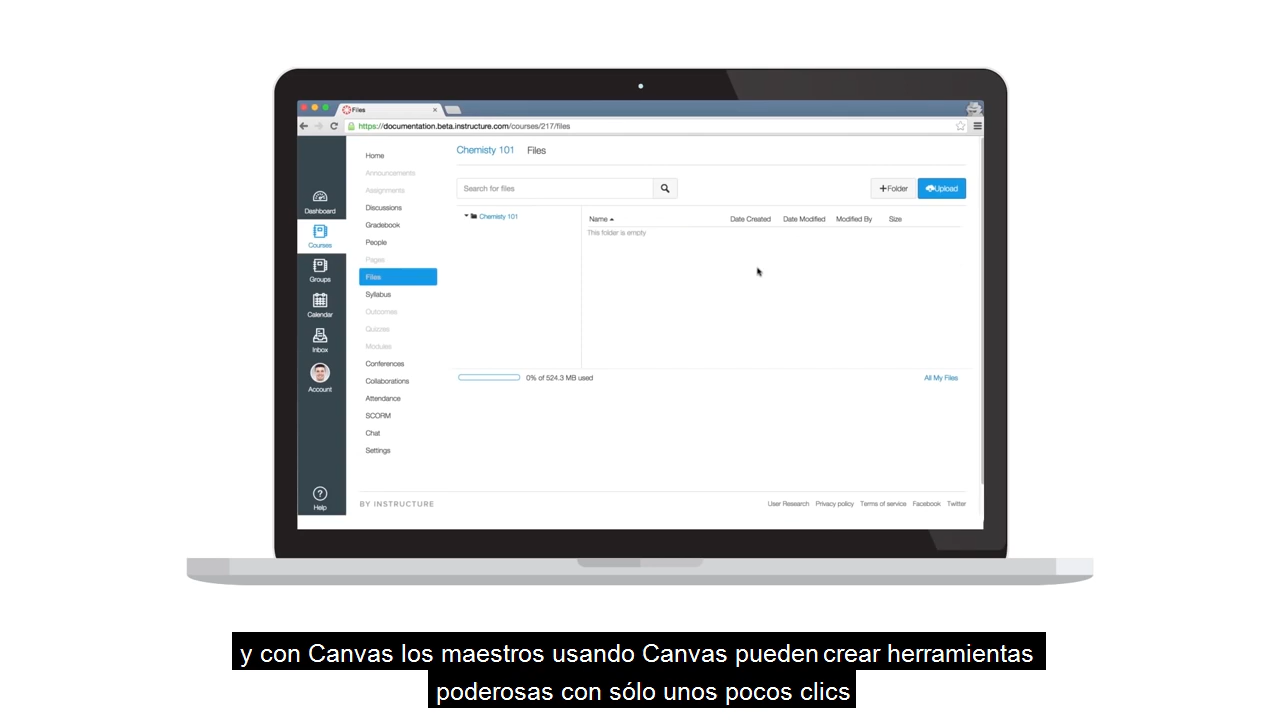 Files
https://documentation.beta.instructure.com/courses/217/files
Chemisty 101 Files
Search for files
+Folder Upload
Chemisty 101
Name Date Created Date Modified Modified By Size
This folder is empty
0% of 524.3 MB used
All My Files
Dashboard
Courses
Groups
Calendar
Inbox
Account
Help
Home
Announcements
Assignments
Discussions
Gradebook
People
Pages
Files
Syllabus
Outcomes
Quizzes
Modules
Conferences
Collaborations
Attendance
SCORM
Chat
Settings
BY INSTRUCTURE
User Research Privacy policy Terms of service Facebook Twitter
y con Canvas los maestros usando Canvas pueden crear herramientas
poderosas con sólo unos pocos clics